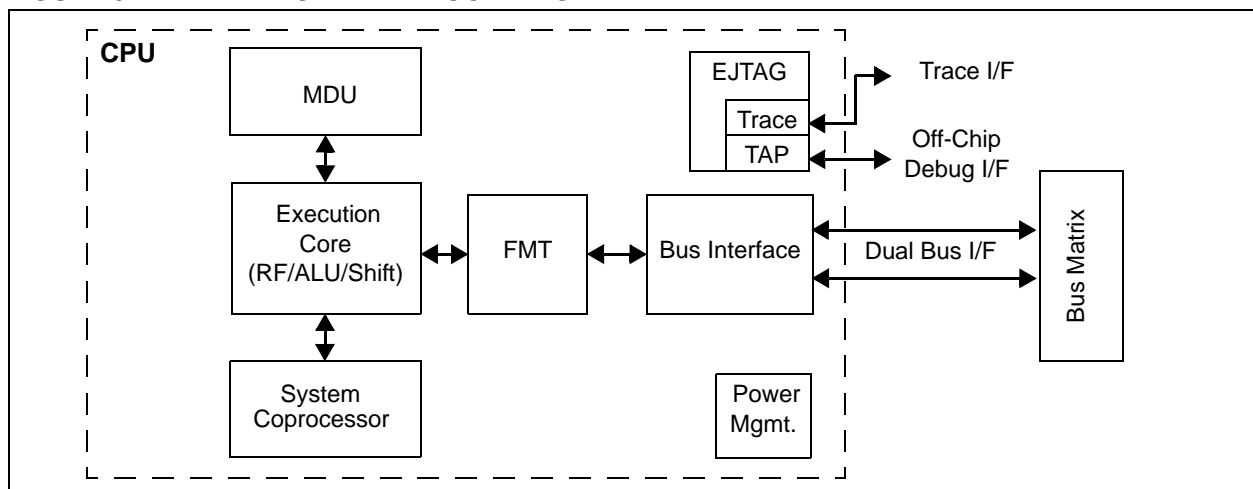 CPU
MDU
EJTAG
Trace
TAP
Trace I/F
Off-Chip
Debug I/F
Execution
Core
(RF/ALU/Shift)
FMT
Bus Interface
Dual Bus I/F
Bus Matrix
System
Coprocessor
Power
Mgmt.